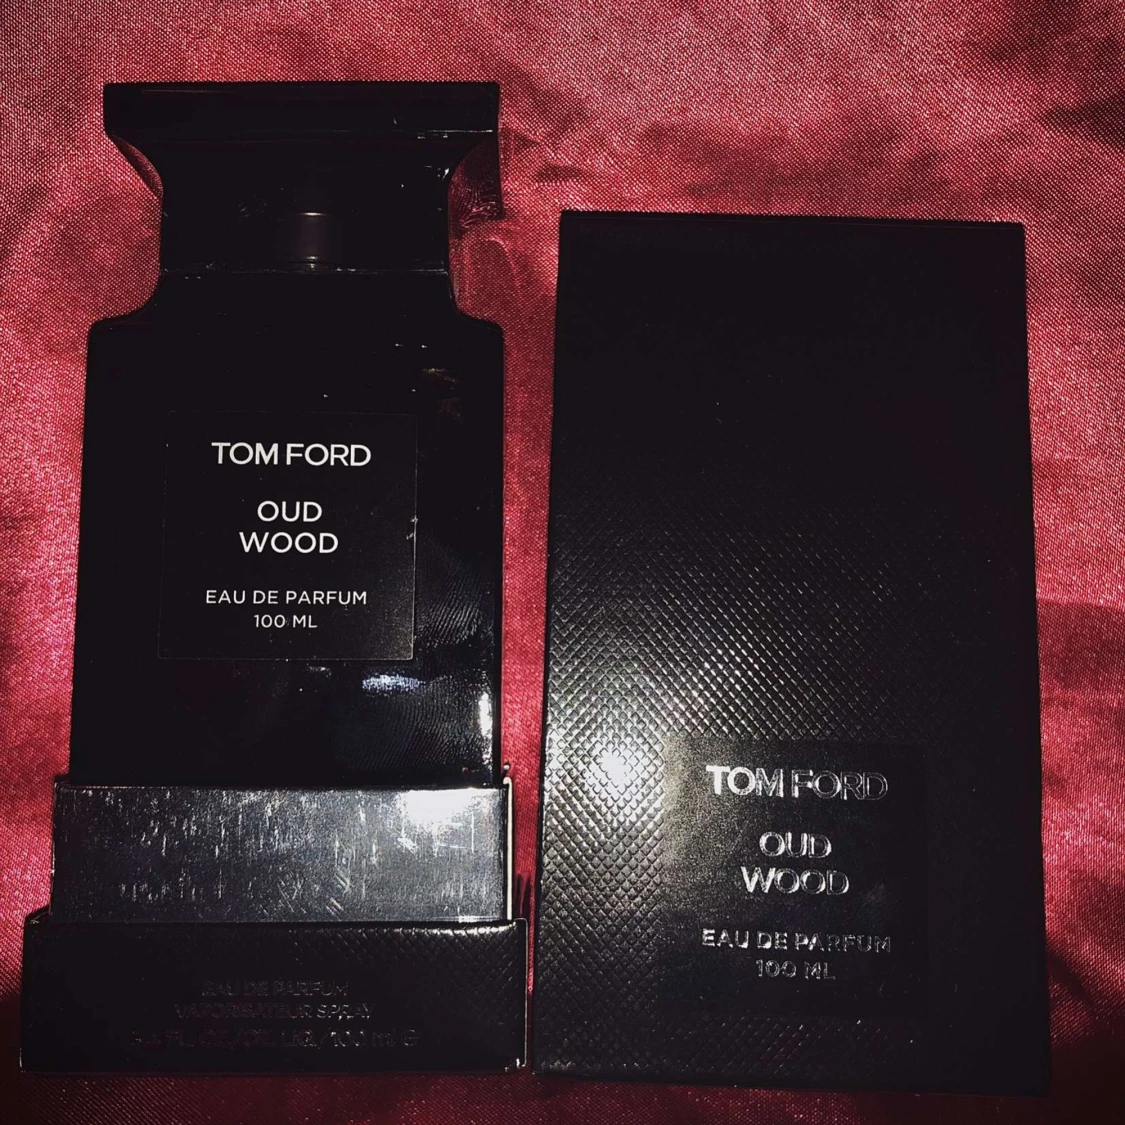 TOM FORD
OUD
WOOD
EAU DE PARFUM
100 ML
EAU DE PARFUM
VAPORISATEUR SPRAY
TOM FORD
OUD
WOOD
EAU DE PARFUM
100 ML